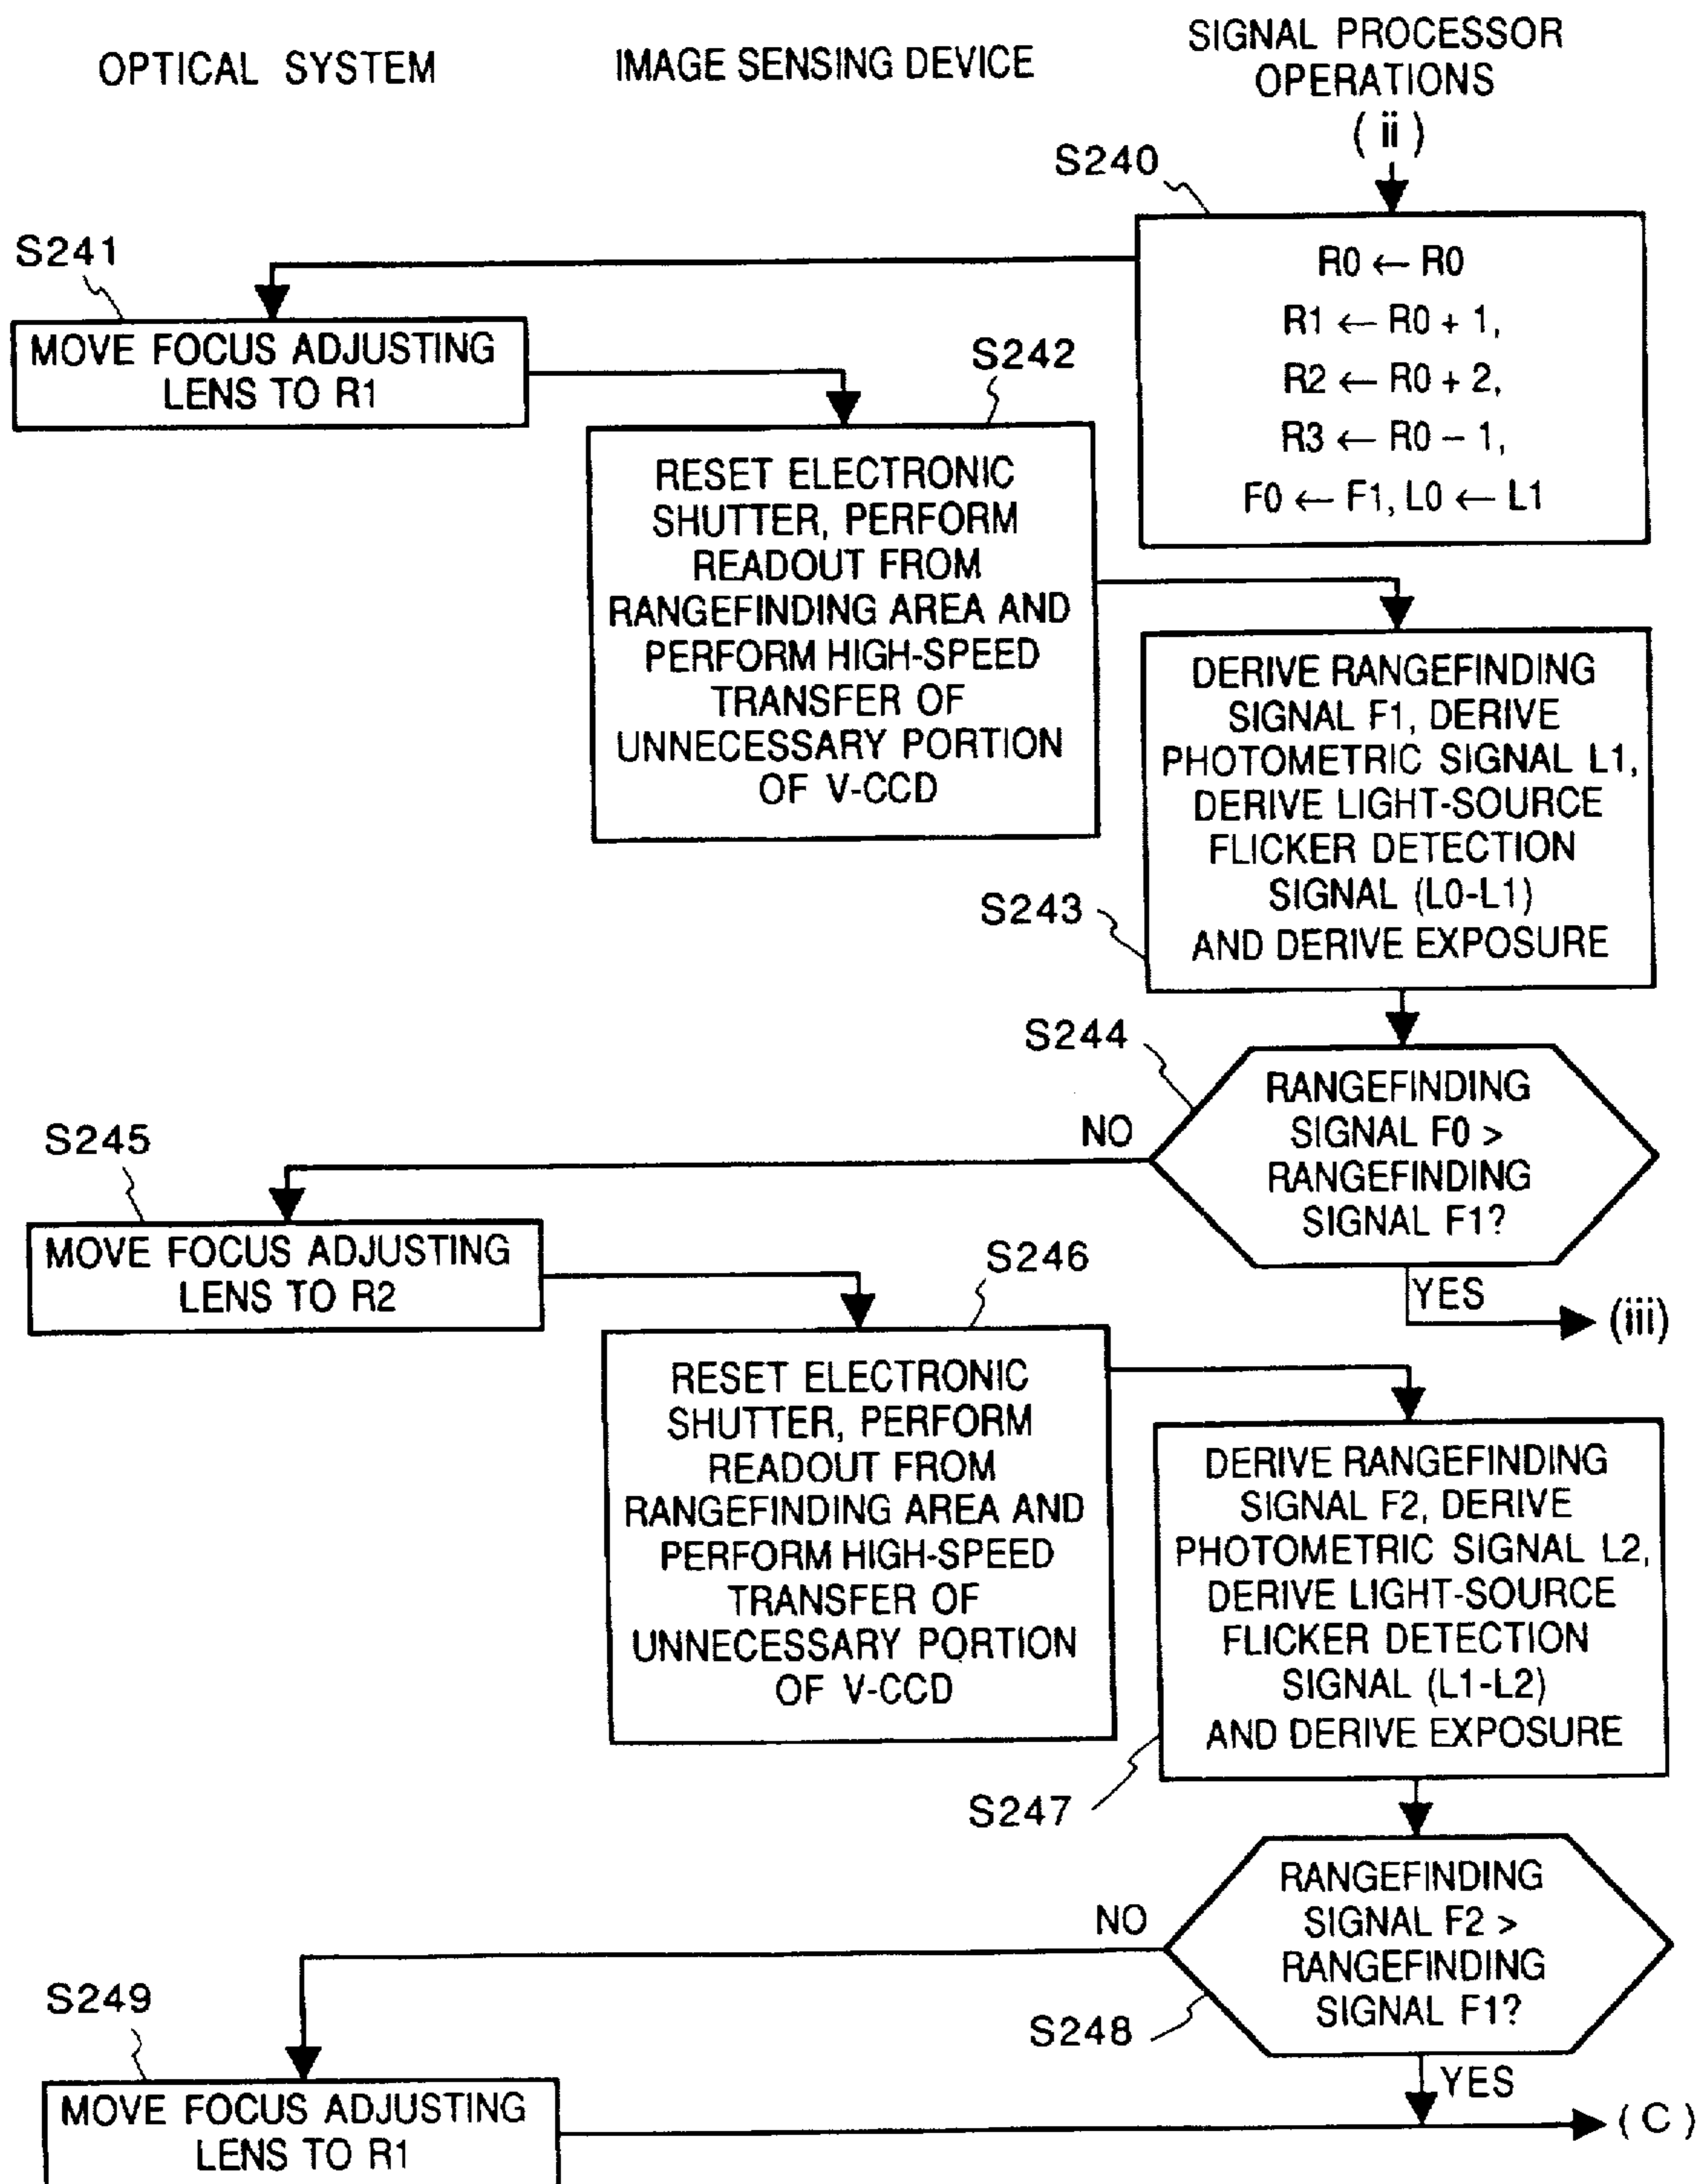 OPTICAL SYSTEM
IMAGE SENSING DEVICE
SIGNAL PROCESSOR
OPERATIONS
(ii)
S240
R0 ← R0
R1 ← R0 + 1,
R2 ← R0 + 2,
R3 ← R0 − 1,
F0 ← F1, L0 ← L1
S241
MOVE FOCUS ADJUSTING
LENS TO R1
S242
RESET ELECTRONIC
SHUTTER, PERFORM
READOUT FROM
RANGEFINDING AREA AND
PERFORM HIGH-SPEED
TRANSFER OF
UNNECESSARY PORTION
OF V-CCD
DERIVE RANGEFINDING
SIGNAL F1, DERIVE
PHOTOMETRIC SIGNAL L1,
DERIVE LIGHT-SOURCE
FLICKER DETECTION
SIGNAL (L0-L1)
AND DERIVE EXPOSURE
S243
S244
RANGEFINDING
SIGNAL F0 >
RANGEFINDING
SIGNAL F1?
NO
YES
(iii)
S245
MOVE FOCUS ADJUSTING
LENS TO R2
S246
RESET ELECTRONIC
SHUTTER, PERFORM
READOUT FROM
RANGEFINDING AREA AND
PERFORM HIGH-SPEED
TRANSFER OF
UNNECESSARY PORTION
OF V-CCD
DERIVE RANGEFINDING
SIGNAL F2, DERIVE
PHOTOMETRIC SIGNAL L2,
DERIVE LIGHT-SOURCE
FLICKER DETECTION
SIGNAL (L1-L2)
AND DERIVE EXPOSURE
S247
RANGEFINDING
SIGNAL F2 >
RANGEFINDING
SIGNAL F1?
NO
S248
YES
(C)
S249
MOVE FOCUS ADJUSTING
LENS TO R1